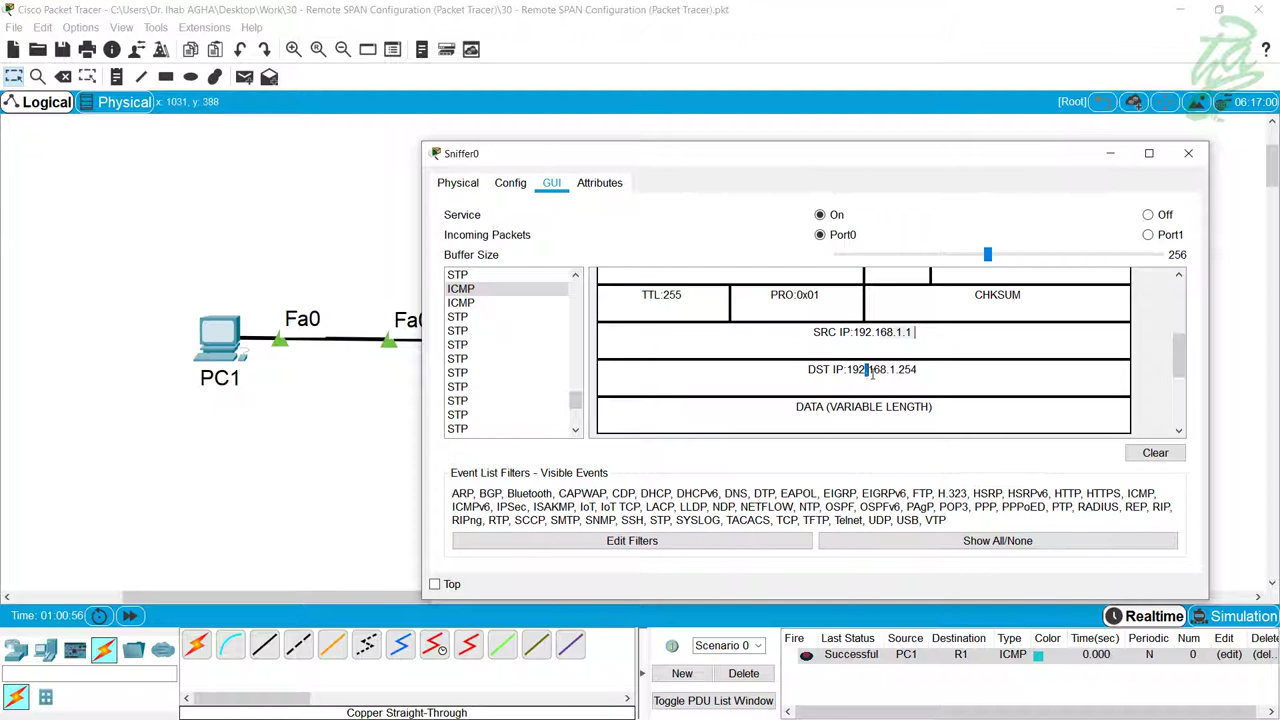 Cisco Packet Tracer - C:\Users\Dr. Ihab AGHA\Desktop\Work\30 - Remote SPAN Configuration (Packet Tracer)\30 - Remote SPAN Configuration (Packet Tracer).pkt
File Edit Options View Tools Extensions Help
Logical Physical x: 1031, y: 388 [Root] 06:17:00
Sniffer0
Physical Config GUI Attributes
Service On Off
Incoming Packets Port0 Port1
Buffer Size 256
STP
ICMP
ICMP
STP
STP
STP
STP
STP
STP
STP
STP
STP
TTL:255 PRO:0x01 CHKSUM
SRC IP:192.168.1.1
DST IP:192.168.1.254
DATA (VARIABLE LENGTH)
Fa0
PC1
Clear
Event List Filters - Visible Events
ARP, BGP, Bluetooth, CAPWAP, CDP, DHCP, DHCPv6, DNS, DTP, EAPOL, EIGRP, EIGRPv6, FTP, H.323, HSRP, HSRPv6, HTTP, HTTPS, ICMP,
ICMPv6, IPSec, ISAKMP, IoT, IoT TCP, LACP, LLDP, NDP, NETFLOW, NTP, OSPF, OSPFv6, PAgP, POP3, PPP, PPPoED, PTP, RADIUS, REP, RIP,
RIPng, RTP, SCCP, SMTP, SNMP, SSH, STP, SYSLOG, TACACS, TCP, TFTP, Telnet, UDP, USB, VTP
Edit Filters Show All/None
Top
Time: 01:00:56 Realtime Simulation
Scenario 0
New Delete
Toggle PDU List Window
Fire Last Status Source Destination Type Color Time(sec) Periodic Num Edit Delet
Successful PC1 R1 ICMP 0.000 N 0 (edit) (del...
Copper Straight-Through